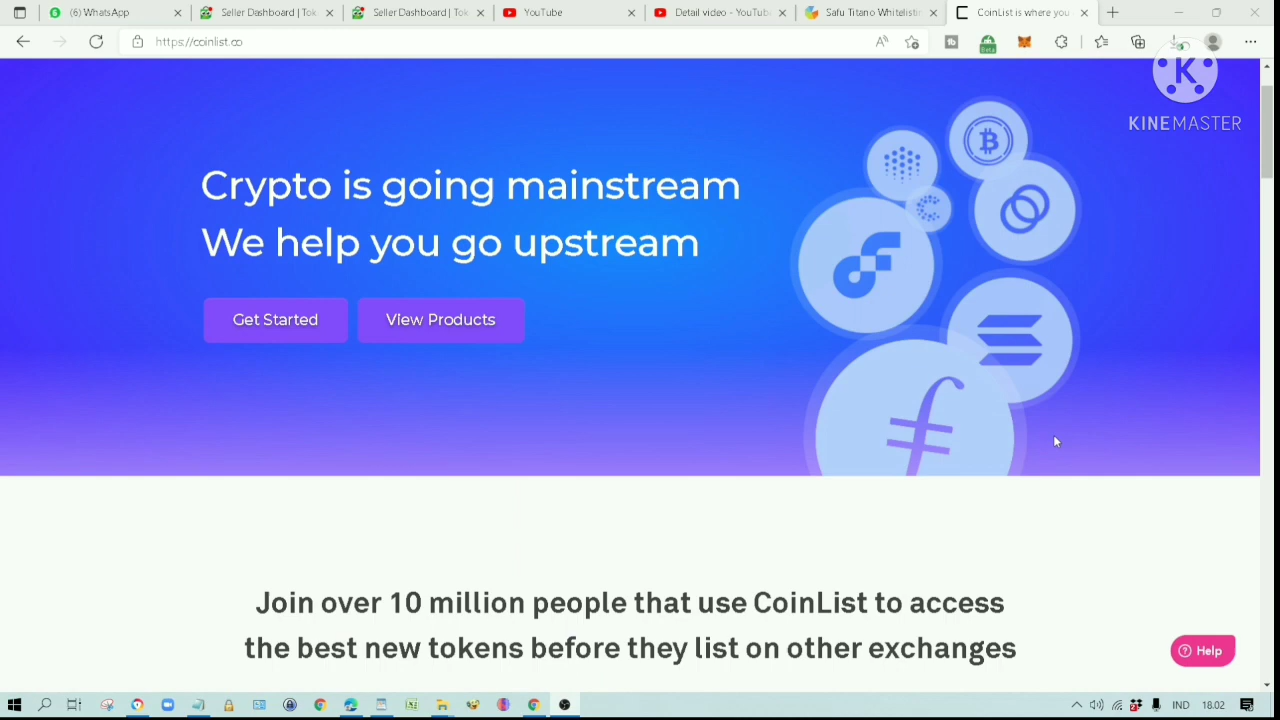 (6) WhatsApp
Seller Dashboard | Tok
Seller Dashboard | Tok
YouTube
Detail video - YouTube
Safu Titano Whitelistin
CoinList is where you
https://coinlist.co
Beta
K
KINEMASTER
Crypto is going mainstream
We help you go upstream
Get Started
View Products
Join over 10 million people that use CoinList to access
the best new tokens before they list on other exchanges
Help
IND
18.02